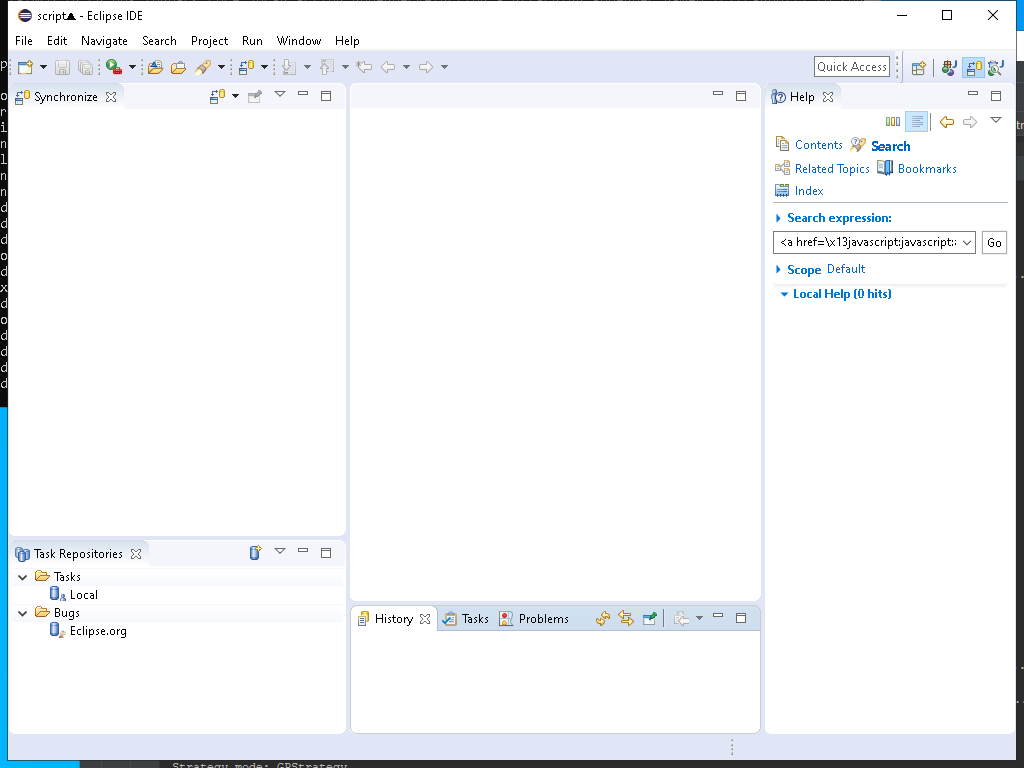 script▲ - Eclipse IDE
File Edit Navigate Search Project Run Window Help
Quick Access
Synchronize
Help
Contents Search
Related Topics Bookmarks
Index
Search expression:
<a href=\x13javascript:javascript:
Go
Scope Default
Local Help (0 hits)
Task Repositories
Tasks
Local
Bugs
Eclipse.org
History Tasks Problems
Strategy mode: GPStrategy